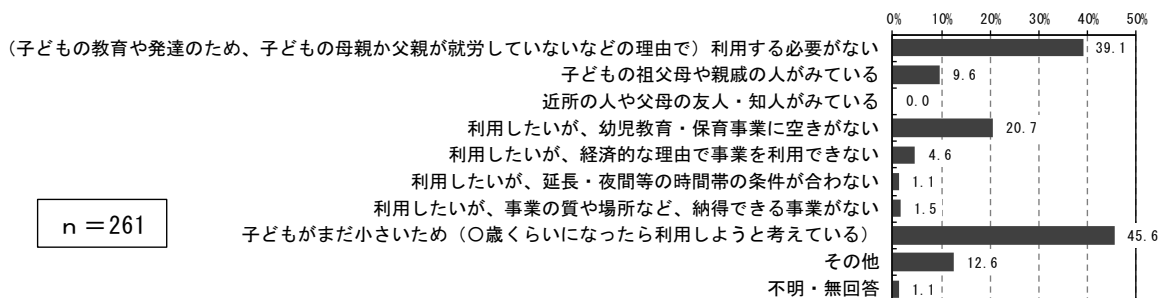 0% 10% 20% 30% 40% 50%
（子どもの教育や発達のため、子どもの母親か父親が就労していないなどの理由で）利用する必要がない 39.1
子どもの祖父母や親戚の人がみている 9.6
近所の人や父母の友人・知人がみている 0.0
利用したいが、幼児教育・保育事業に空きがない 20.7
利用したいが、経済的な理由で事業を利用できない 4.6
利用したいが、延長・夜間等の時間帯の条件が合わない 1.1
利用したいが、事業の質や場所など、納得できる事業がない 1.5
ｎ＝261
子どもがまだ小さいため（〇歳くらいになったら利用しようと考えている） 45.6
その他 12.6
不明・無回答 1.1